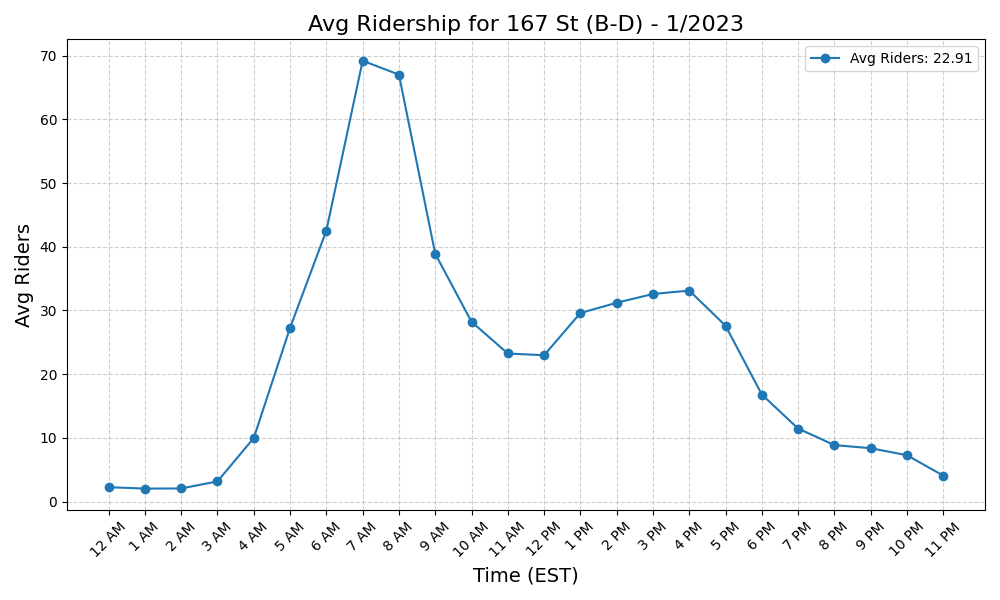 Avg Ridership for 167 St (B-D) - 1/2023
Avg Riders: 22.91
Avg Riders
70
60
50
40
30
20
10
0
12 AM
1 AM
2 AM
3 AM
4 AM
5 AM
6 AM
7 AM
8 AM
9 AM
10 AM
11 AM
12 PM
1 PM
2 PM
3 PM
4 PM
5 PM
6 PM
7 PM
8 PM
9 PM
10 PM
11 PM
Time (EST)